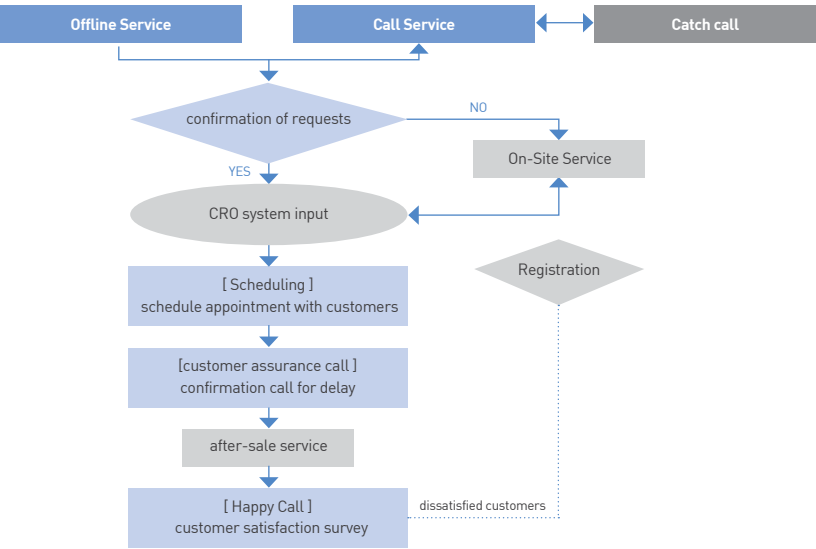 Offline Service
Call Service
Catch call
confirmation of requests
NO
On-Site Service
YES
CRO system input
Registration
[ Scheduling ]
schedule appointment with customers
[customer assurance call ]
confirmation call for delay
after-sale service
[ Happy Call ]
customer satisfaction survey
dissatisfied customers